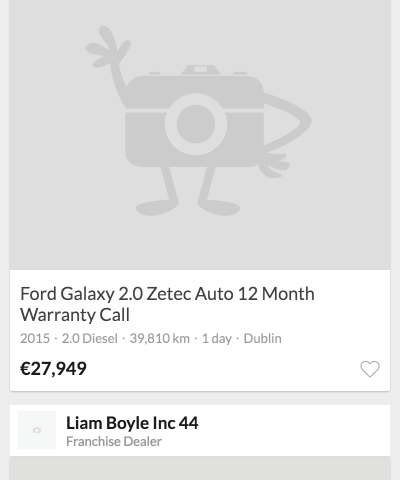 Ford Galaxy 2.0 Zetec Auto 12 Month
Warranty Call
2015 · 2.0 Diesel · 39,810 km · 1 day · Dublin
€27,949
Liam Boyle Inc 44
Franchise Dealer